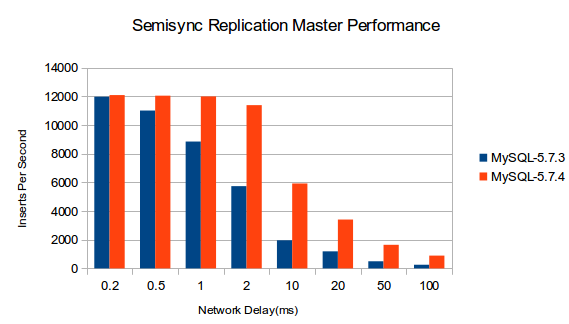 Semisync Replication Master Performance
14000
12000
10000
8000
6000
4000
2000
0
Inserts Per Second
0.2 0.5 1 2 10 20 50 100
Network Delay(ms)
MySQL-5.7.3
MySQL-5.7.4